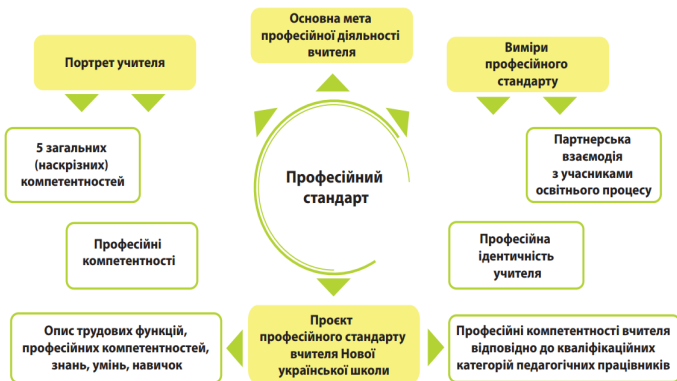 Основна мета
професійної діяльності
вчителя
Портрет учителя
Виміри
професійного
стандарту
5 загальних
(наскрізних)
компетентностей
Професійний
стандарт
Партнерська
взаємодія
з учасниками
освітнього процесу
Професійні
компетентності
Професійна
ідентичність
учителя
Опис трудових функцій,
професійних компетентностей,
знань, умінь, навичок
Проєкт
професійного стандарту
вчителя Нової
української школи
Професійні компетентності вчителя
відповідно до кваліфікаційних
категорій педагогічних працівників